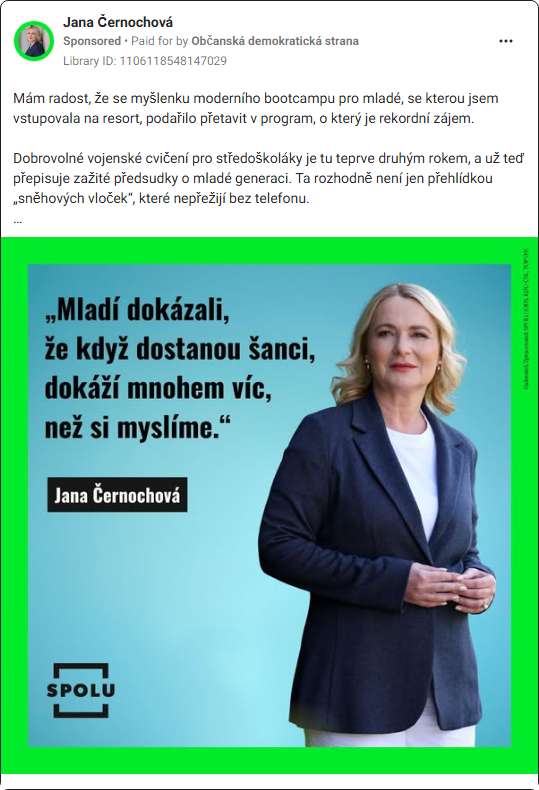 Jana Černochová
Sponsored • Paid for by Občanská demokratická strana
Library ID: 1106118548147029
Mám radost, že se myšlenku moderního bootcampu pro mladé, se kterou jsem
vstupovala na resort, podařilo přetavit v program, o který je rekordní zájem.
Dobrovolné vojenské cvičení pro středoškoláky je tu teprve druhým rokem, a už teď
přepisuje zažité předsudky o mladé generaci. Ta rozhodně není jen přehlídkou
„sněhových vloček“, které nepřežijí bez telefonu.
...
„Mladí dokázali,
že když dostanou šanci,
dokáží mnohem víc,
než si myslíme.“
Jana Černochová
SPOLU